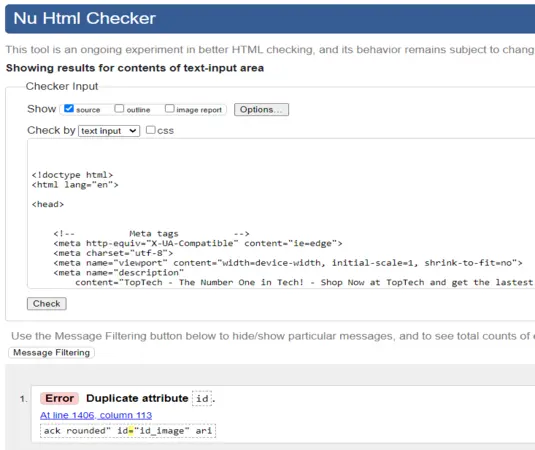 Nu Html Checker
This tool is an ongoing experiment in better HTML checking, and its behavior remains subject to chang
Showing results for contents of text-input area
Checker Input
Show source outline image report Options...
Check by text input css
<!doctype html>
<html lang="en">
<head>
<!-- Meta tags -->
<meta http-equiv="X-UA-Compatible" content="ie=edge">
<meta charset="utf-8">
<meta name="viewport" content="width=device-width, initial-scale=1, shrink-to-fit=no">
<meta name="description"
content="TopTech - The Number One in Tech! - Shop Now at TopTech and get the lastest
Check
Use the Message Filtering button below to hide/show particular messages, and to see total counts of e
Message Filtering
1. Error Duplicate attribute id.
At line 1406, column 113
ack rounded" id="id_image" ari